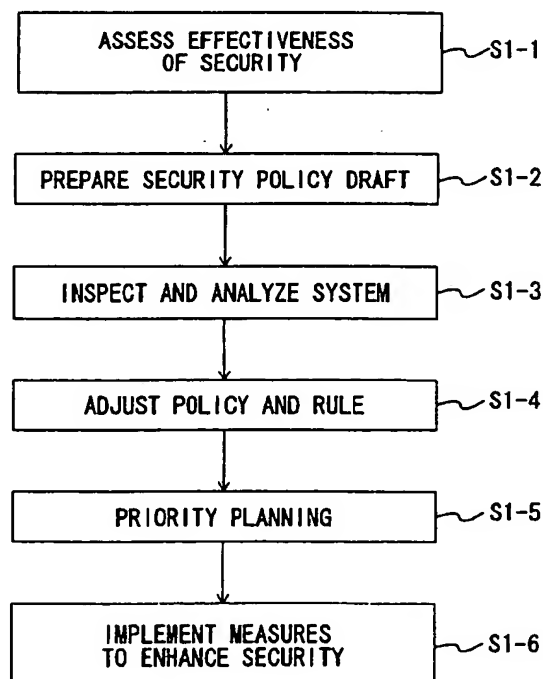 ASSESS EFFECTIVENESS
OF SECURITY
S1-1
PREPARE SECURITY POLICY DRAFT
S1-2
INSPECT AND ANALYZE SYSTEM
S1-3
ADJUST POLICY AND RULE
S1-4
PRIORITY PLANNING
S1-5
IMPLEMENT MEASURES
TO ENHANCE SECURITY
S1-6